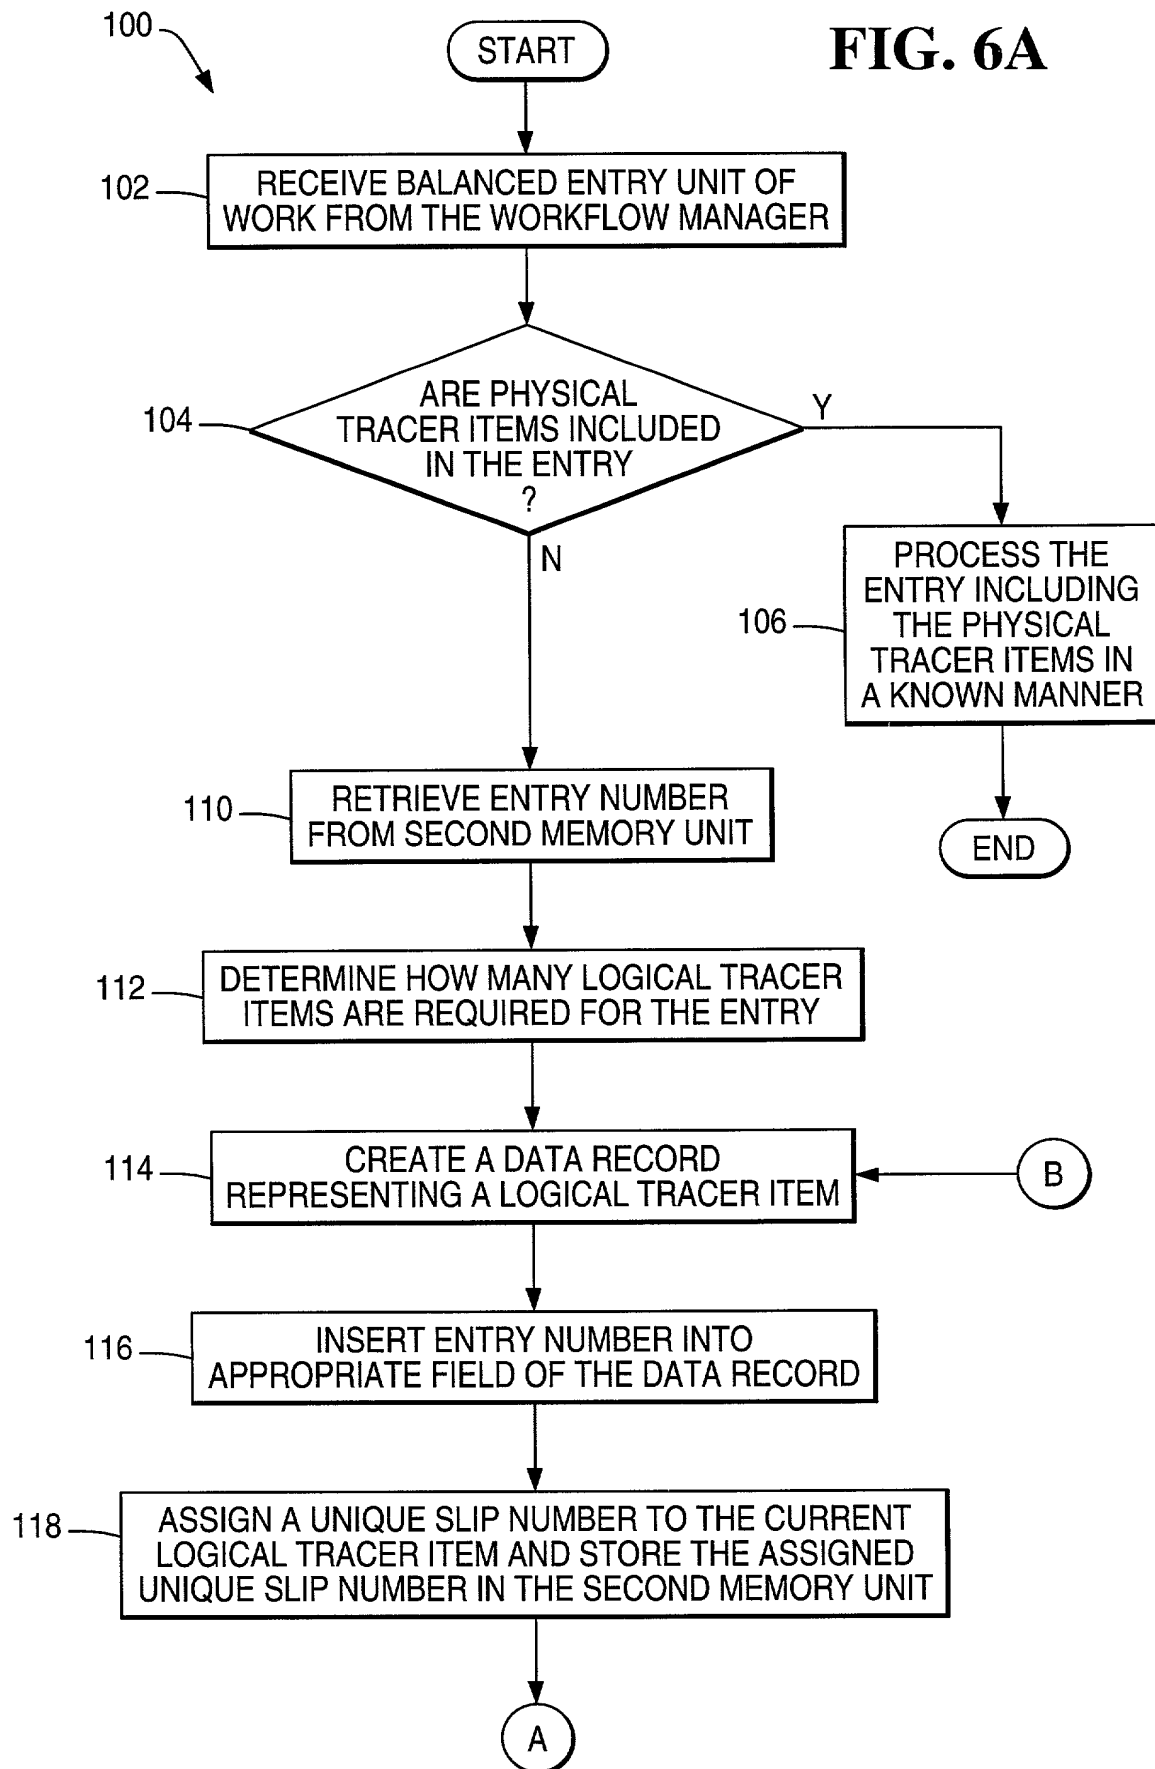 100
START
FIG. 6A
102
RECEIVE BALANCED ENTRY UNIT OF
WORK FROM THE WORKFLOW MANAGER
104
ARE PHYSICAL
TRACER ITEMS INCLUDED
IN THE ENTRY
?
Y
N
106
PROCESS THE
ENTRY INCLUDING
THE PHYSICAL
TRACER ITEMS IN
A KNOWN MANNER
END
110
RETRIEVE ENTRY NUMBER
FROM SECOND MEMORY UNIT
112
DETERMINE HOW MANY LOGICAL TRACER
ITEMS ARE REQUIRED FOR THE ENTRY
114
CREATE A DATA RECORD
REPRESENTING A LOGICAL TRACER ITEM
B
116
INSERT ENTRY NUMBER INTO
APPROPRIATE FIELD OF THE DATA RECORD
118
ASSIGN A UNIQUE SLIP NUMBER TO THE CURRENT
LOGICAL TRACER ITEM AND STORE THE ASSIGNED
UNIQUE SLIP NUMBER IN THE SECOND MEMORY UNIT
A